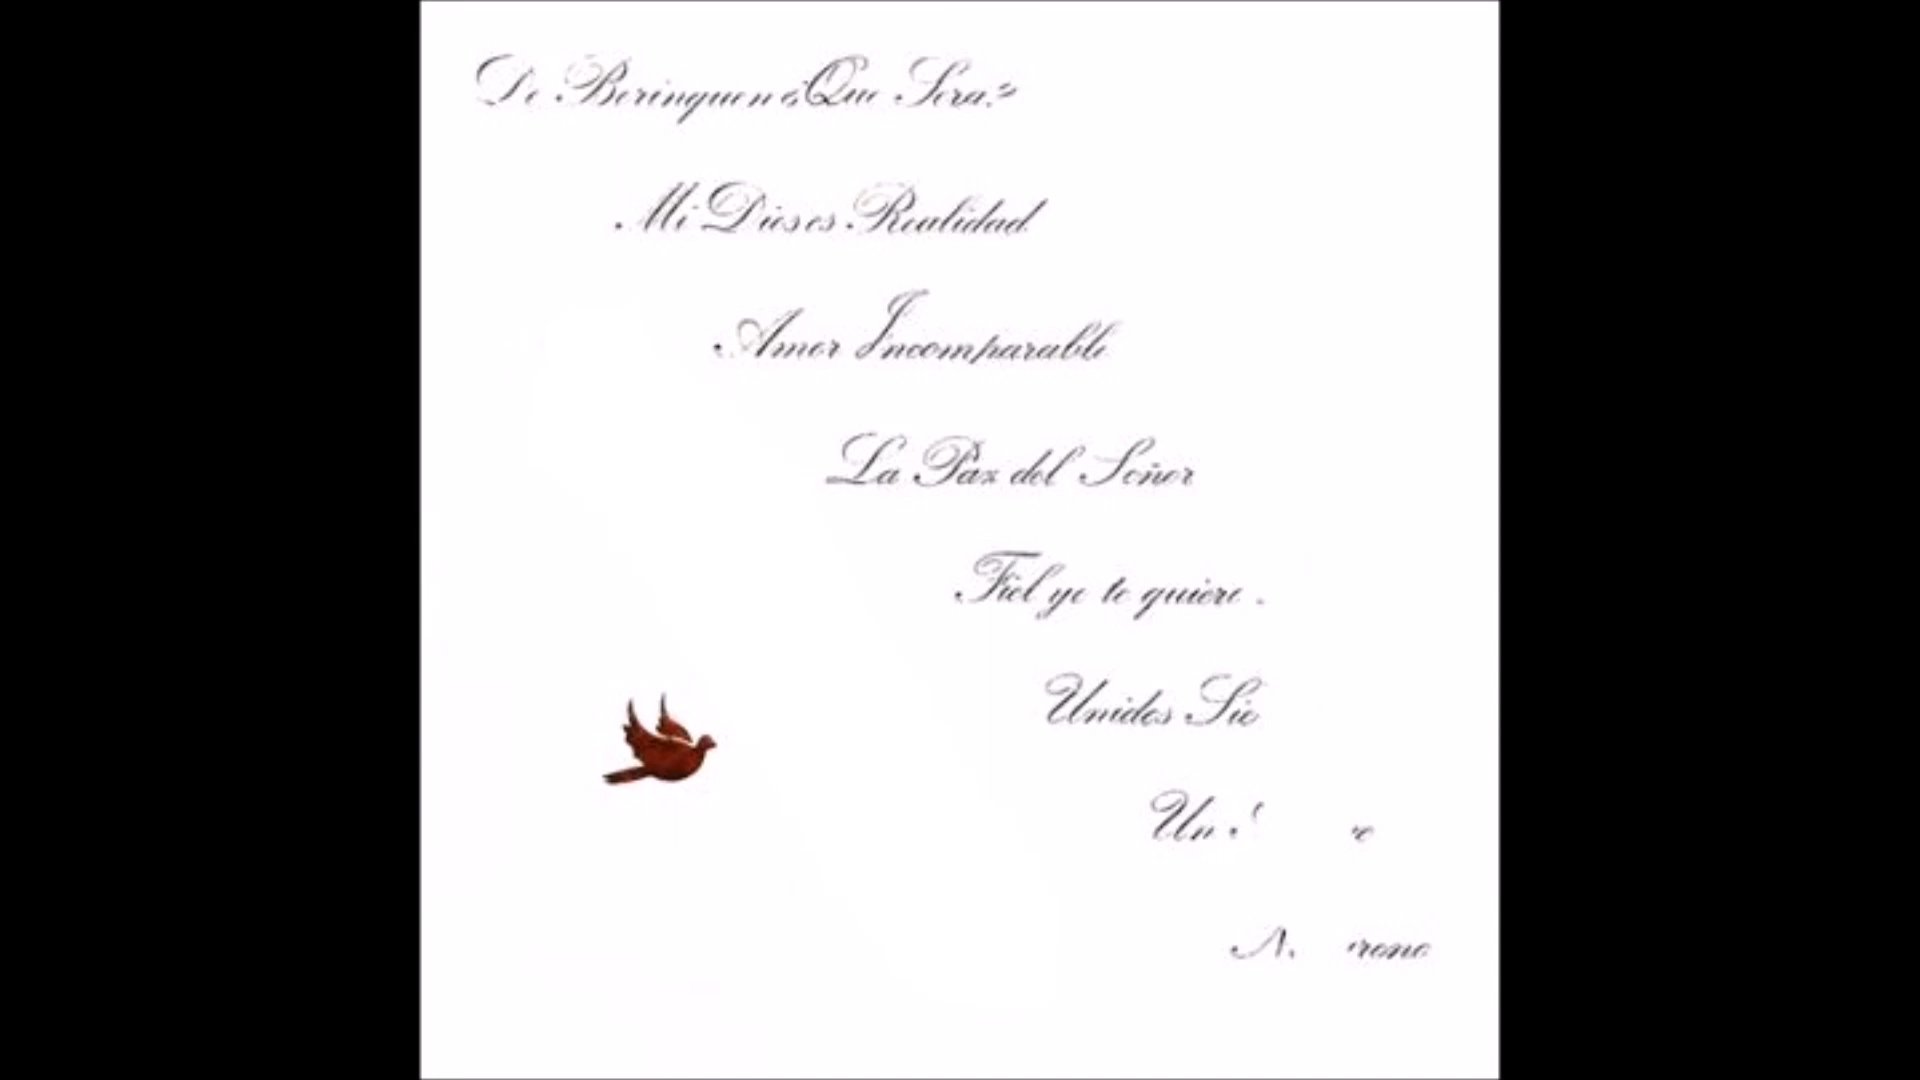 De Borinquen ¿Que Sera?
Mi Dios es Realidad
Amor Incomparable
La Paz del Señor
Fiel yo te quiero
Unidos
Un